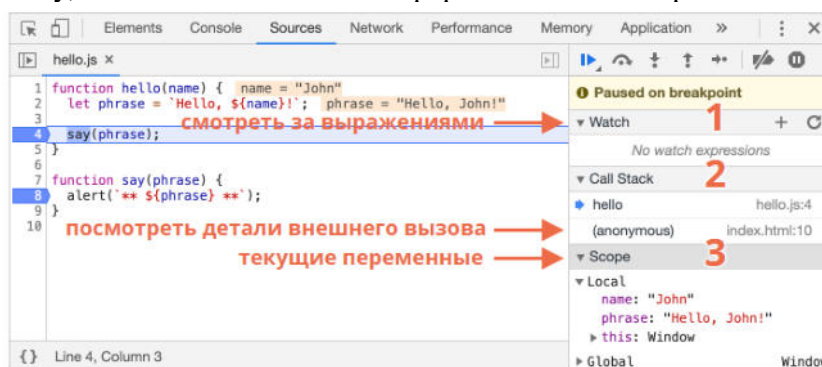 Elements Console Sources Network Performance Memory Application »
hello.js ×
Paused on breakpoint
1 function hello(name) { name = "John"
2 let phrase = `Hello, ${name}!`; phrase = "Hello, John!"
3
4 say(phrase);
5 }
6
7 function say(phrase) {
8 alert(`** ${phrase} **`);
9 }
10
смотреть за выражениями
посмотреть детали внешнего вызова
текущие переменные
Watch 1 +
No watch expressions
Call Stack 2
hello hello.js:4
(anonymous) index.html:10
Scope 3
Local
name: "John"
phrase: "Hello, John!"
this: Window
Global Window
{} Line 4, Column 3